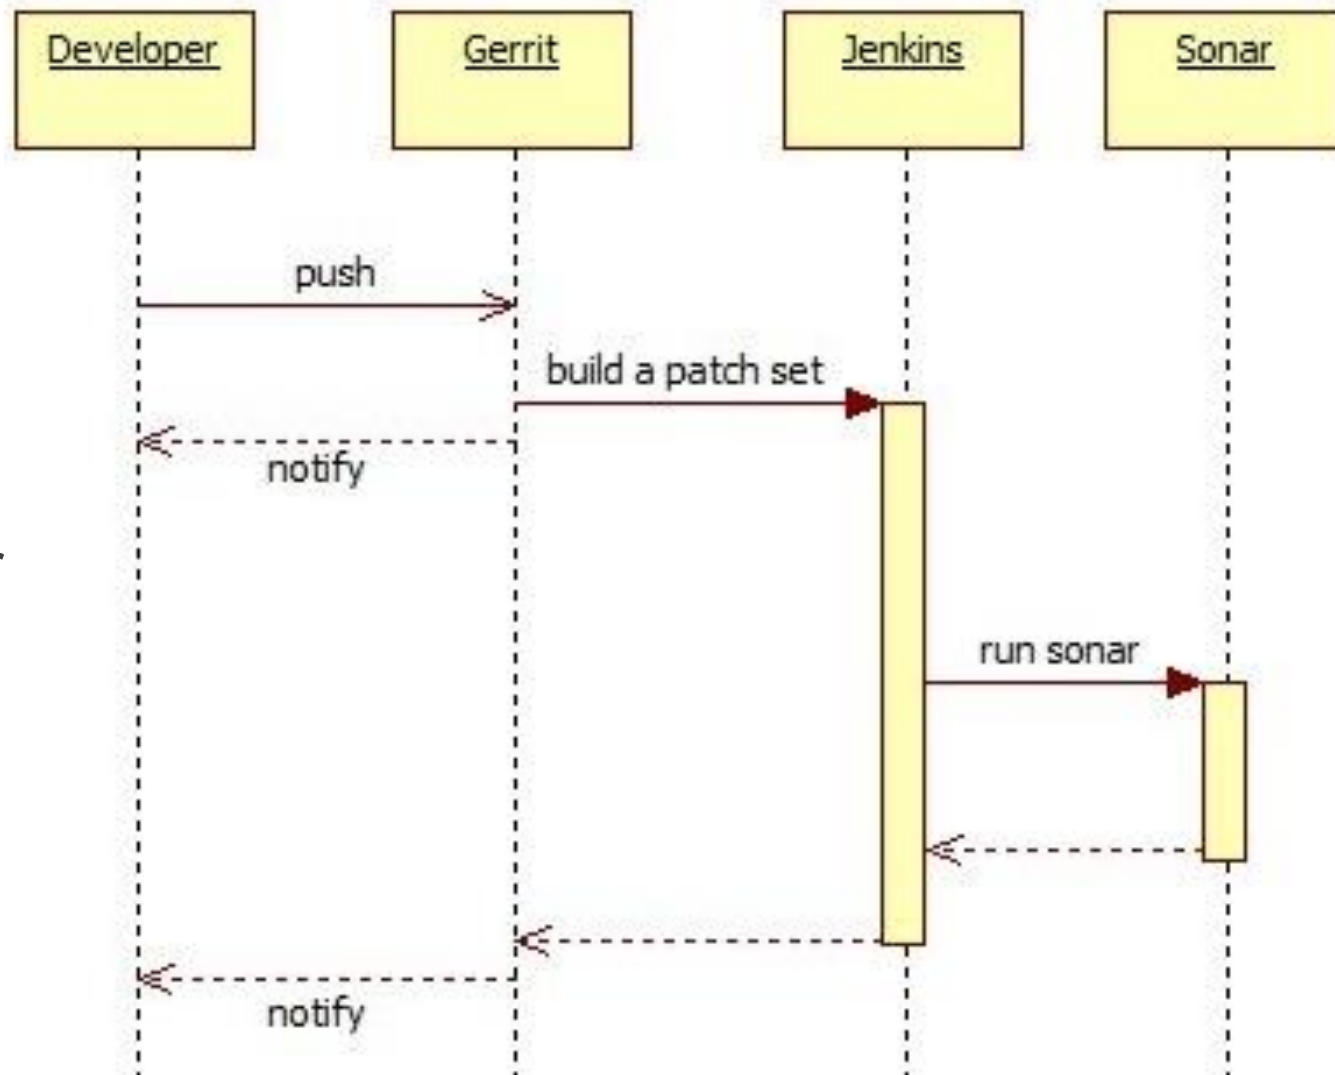 Developer
Gerrit
Jenkins
Sonar
push
build a patch set
notify
run sonar
notify